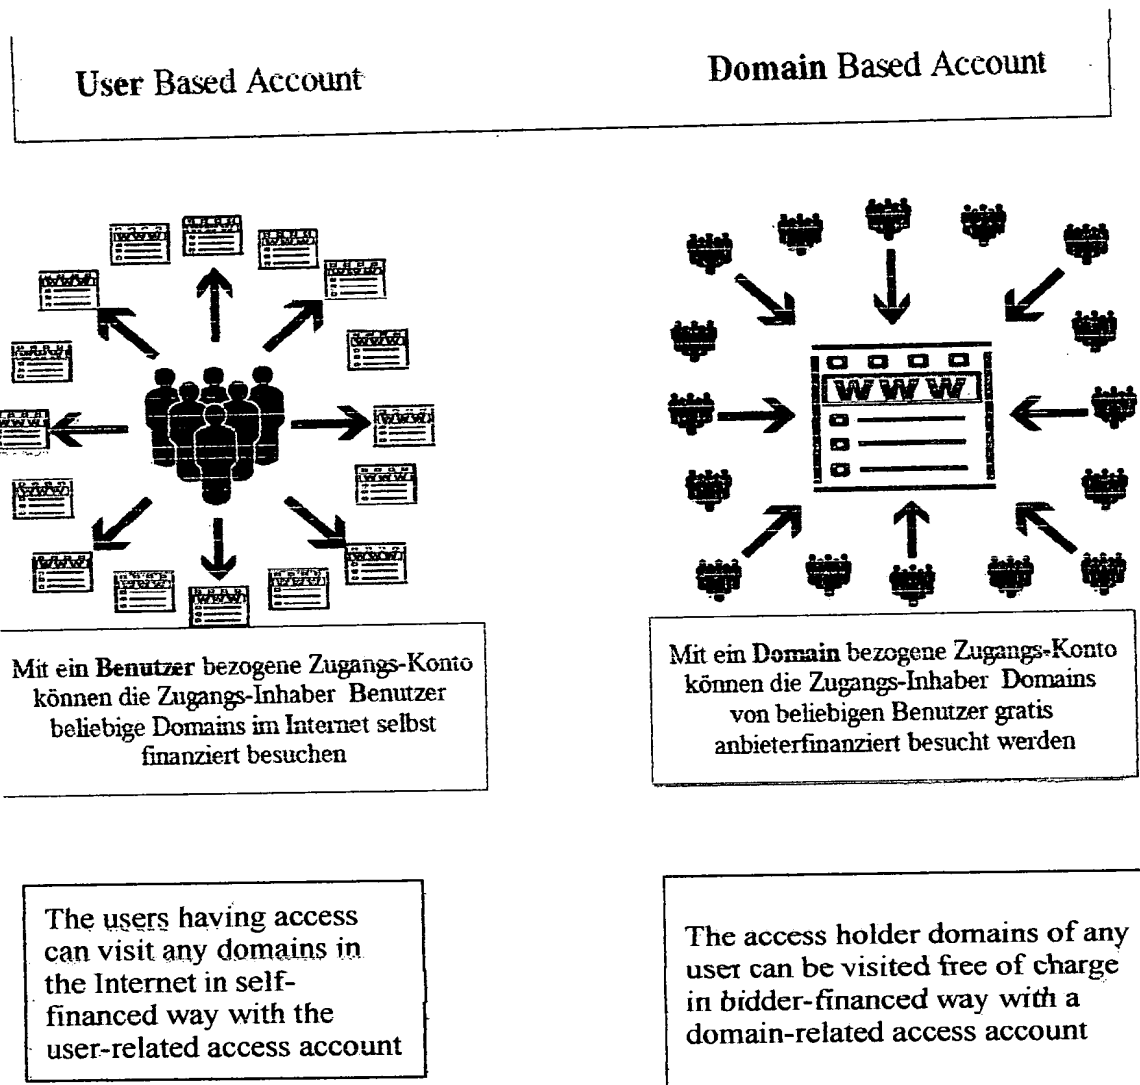 User Based Account
Domain Based Account
WWW
Mit ein Benutzer bezogene Zugangs-Konto
können die Zugangs-Inhaber Benutzer
beliebige Domains im Internet selbst
finanziert besuchen
Mit ein Domain bezogene Zugangs-Konto
können die Zugangs-Inhaber Domains
von beliebigen Benutzer gratis
anbieterfinanziert besucht werden
The users having access
can visit any domains in
the Internet in self-
financed way with the
user-related access account
The access holder domains of any
user can be visited free of charge
in bidder-financed way with a
domain-related access account